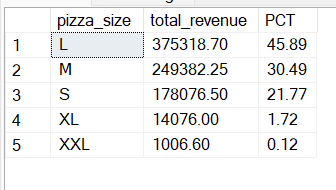 pizza_size total_revenue PCT
1 L 375318.70 45.89
2 M 249382.25 30.49
3 S 178076.50 21.77
4 XL 14076.00 1.72
5 XXL 1006.60 0.12